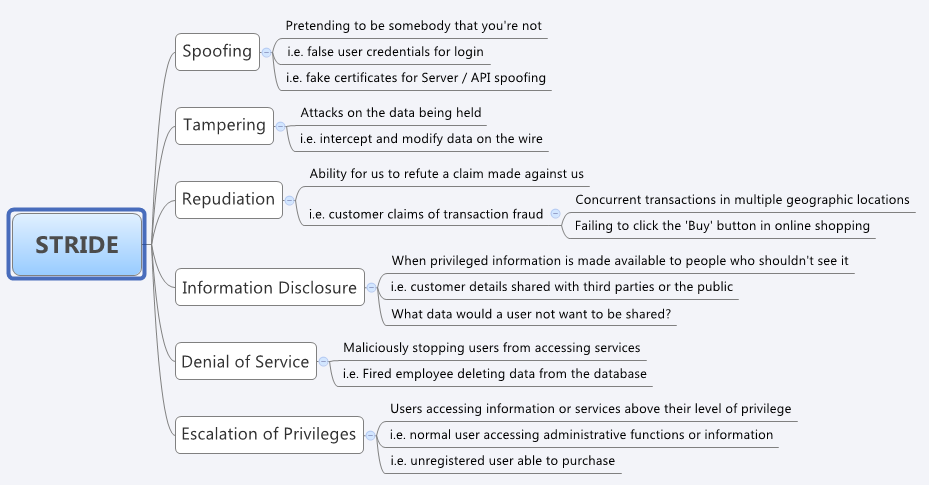 STRIDE
Spoofing
Pretending to be somebody that you're not
i.e. false user credentials for login
i.e. fake certificates for Server / API spoofing
Tampering
Attacks on the data being held
i.e. intercept and modify data on the wire
Repudiation
Ability for us to refute a claim made against us
i.e. customer claims of transaction fraud
Concurrent transactions in multiple geographic locations
Failing to click the 'Buy' button in online shopping
Information Disclosure
When privileged information is made available to people who shouldn't see it
i.e. customer details shared with third parties or the public
What data would a user not want to be shared?
Denial of Service
Maliciously stopping users from accessing services
i.e. Fired employee deleting data from the database
Escalation of Privileges
Users accessing information or services above their level of privilege
i.e. normal user accessing administrative functions or information
i.e. unregistered user able to purchase